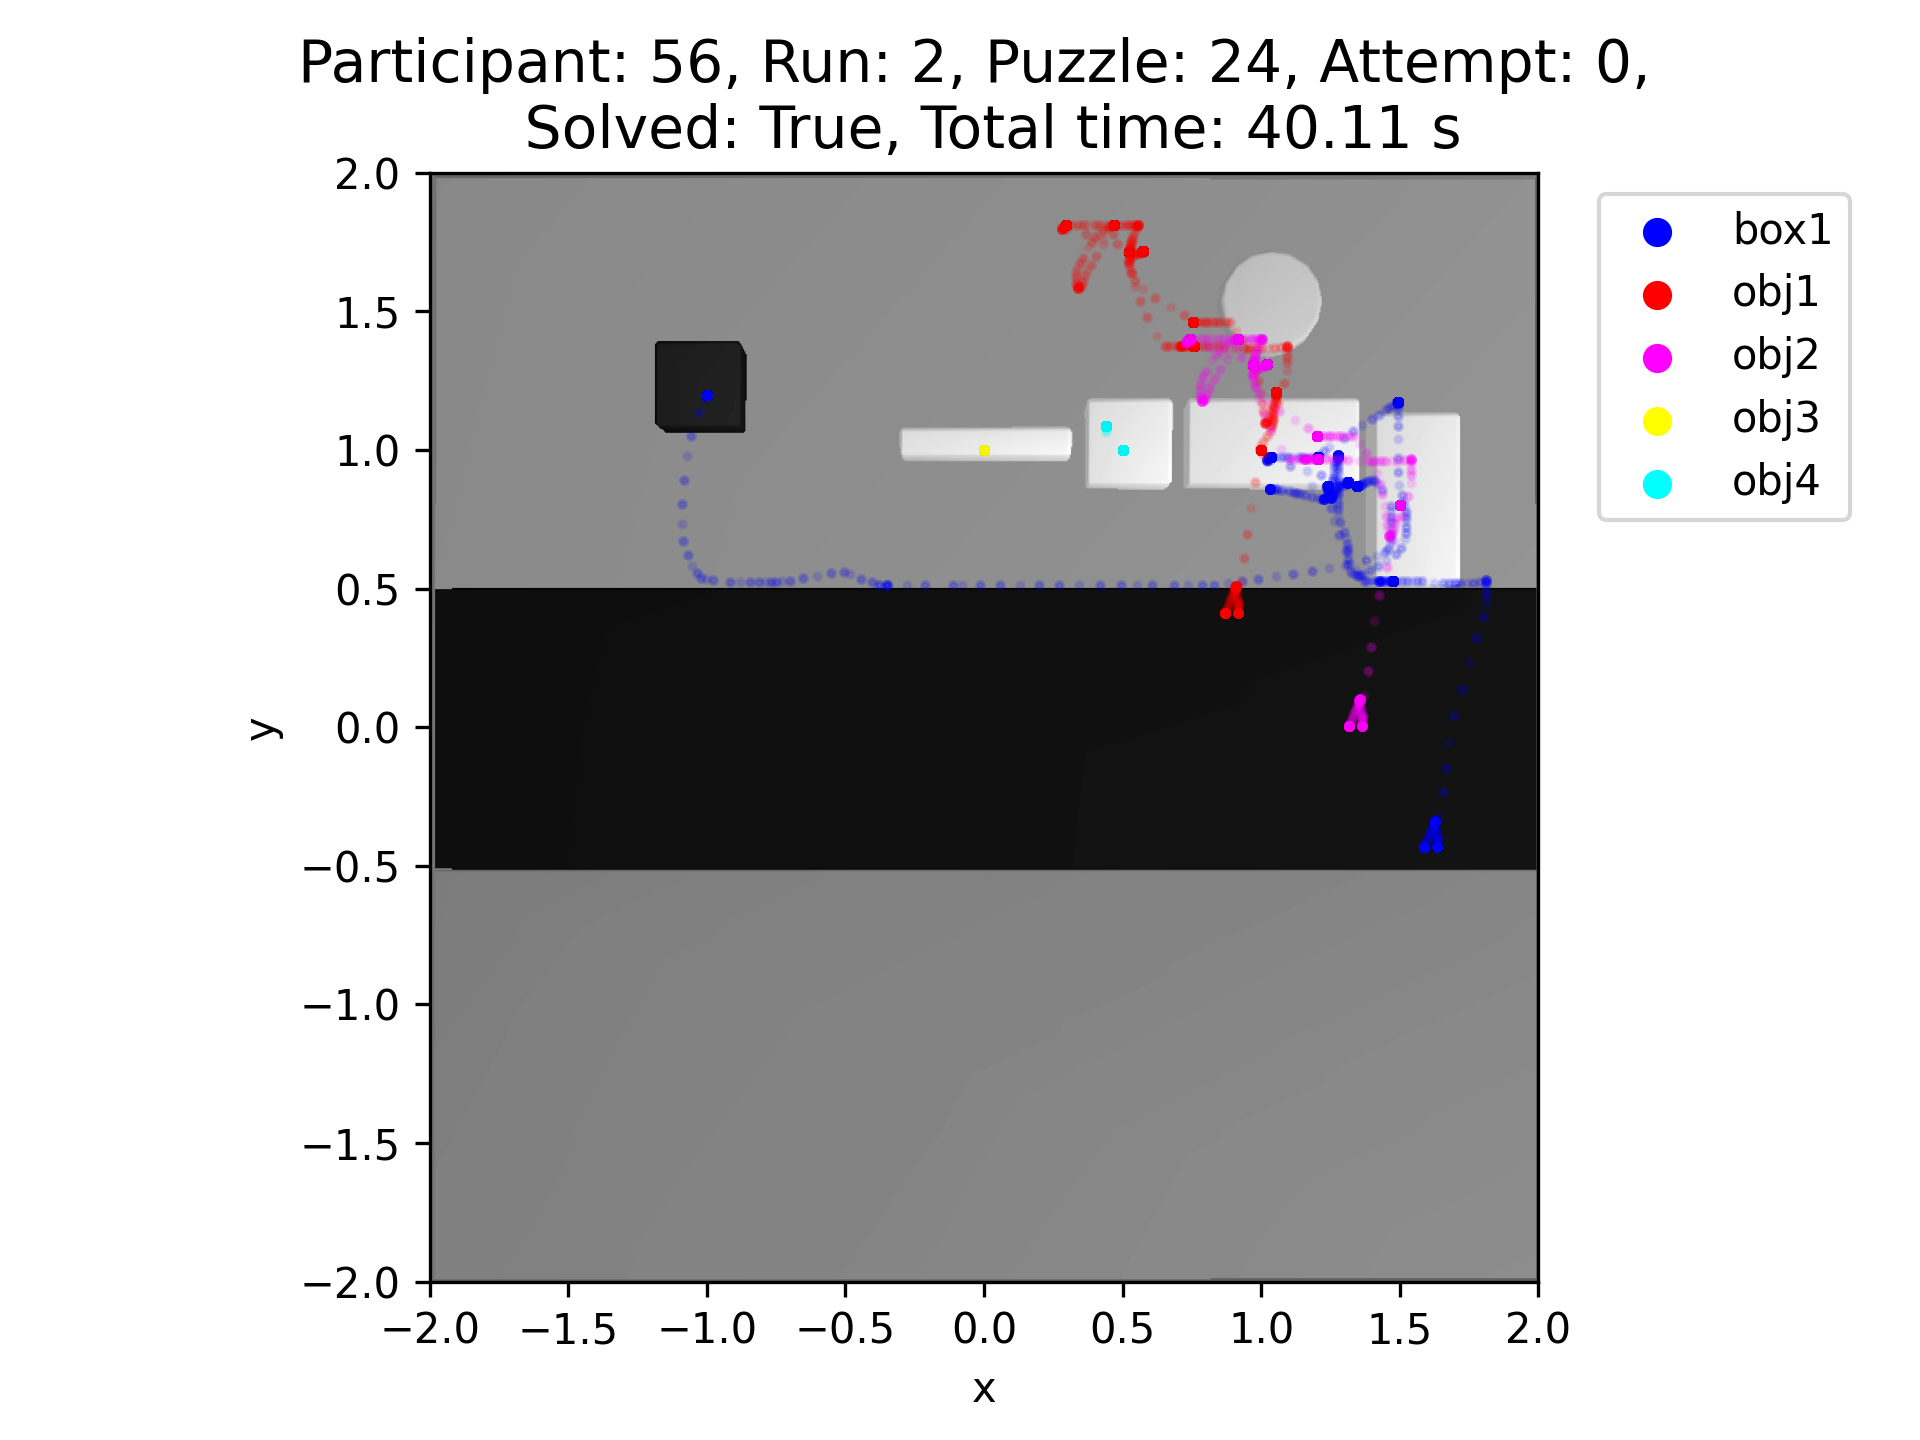 Participant: 56, Run: 2, Puzzle: 24, Attempt: 0,
Solved: True, Total time: 40.11 s
2.0
1.5
1.0
0.5
0.0
−0.5
−1.0
−1.5
−2.0
y
−2.0 −1.5 −1.0 −0.5 0.0 0.5 1.0 1.5 2.0
x
box1
obj1
obj2
obj3
obj4